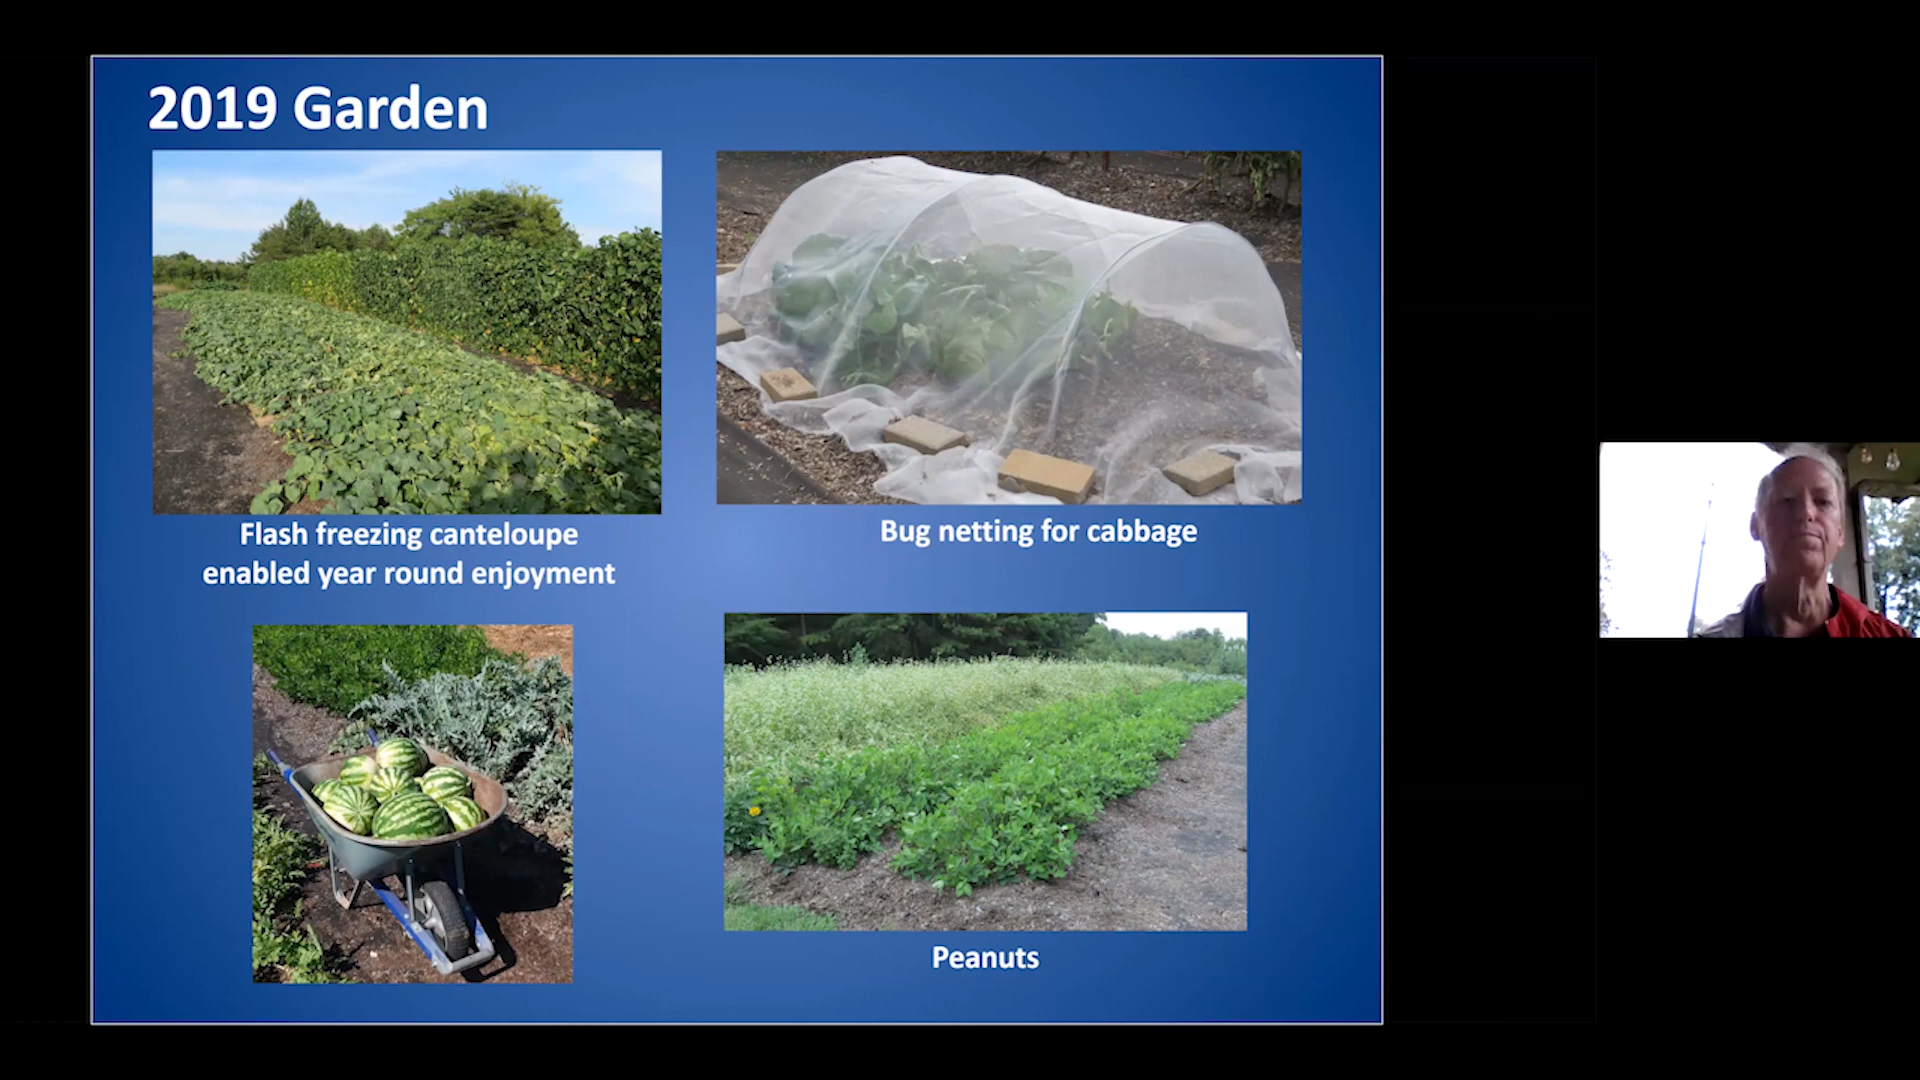 2019 Garden
Flash freezing canteloupe
enabled year round enjoyment
Bug netting for cabbage
Peanuts